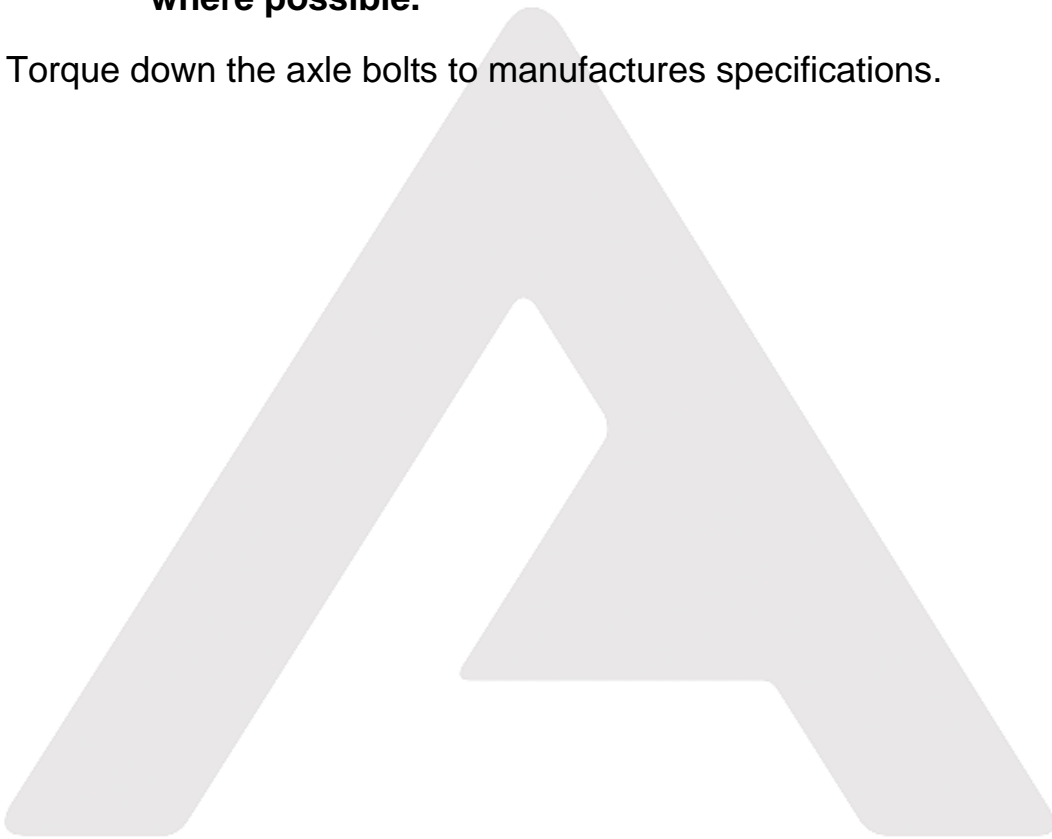 where possible.
Torque down the axle bolts to manufactures specifications.